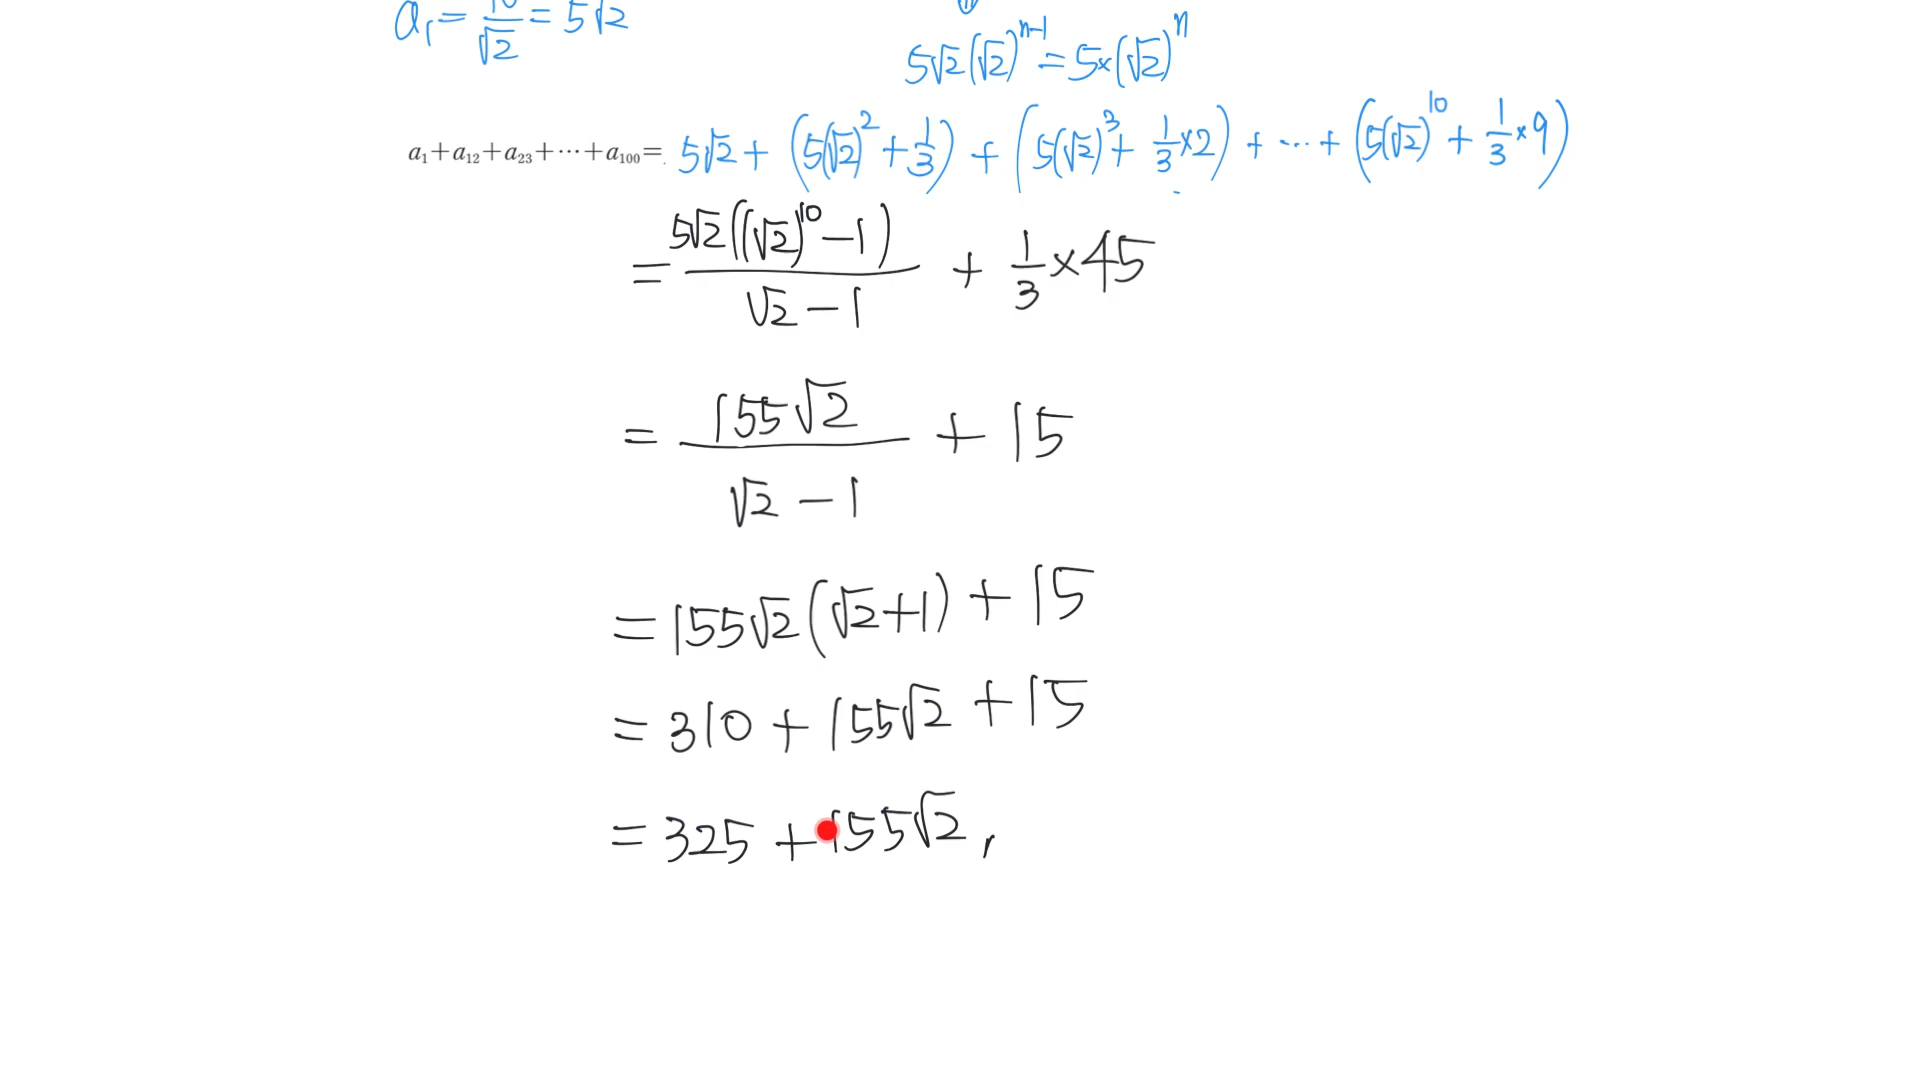 a₁ = 10/√2 = 5√2
5√2(√2)ⁿ⁻¹ = 5×(√2)ⁿ
a₁+a₁₂+a₂₃+⋯+a₁₀₀= 5√2 + (5(√2)² + 1/3) + (5(√2)³ + 1/3×2) + ⋯ + (5(√2)¹⁰ + 1/3×9)
= 5√2((√2)¹⁰−1)/(√2−1) + 1/3×45
= 155√2/(√2−1) + 15
= 155√2(√2+1) + 15
= 310 + 155√2 + 15
= 325 + 155√2,